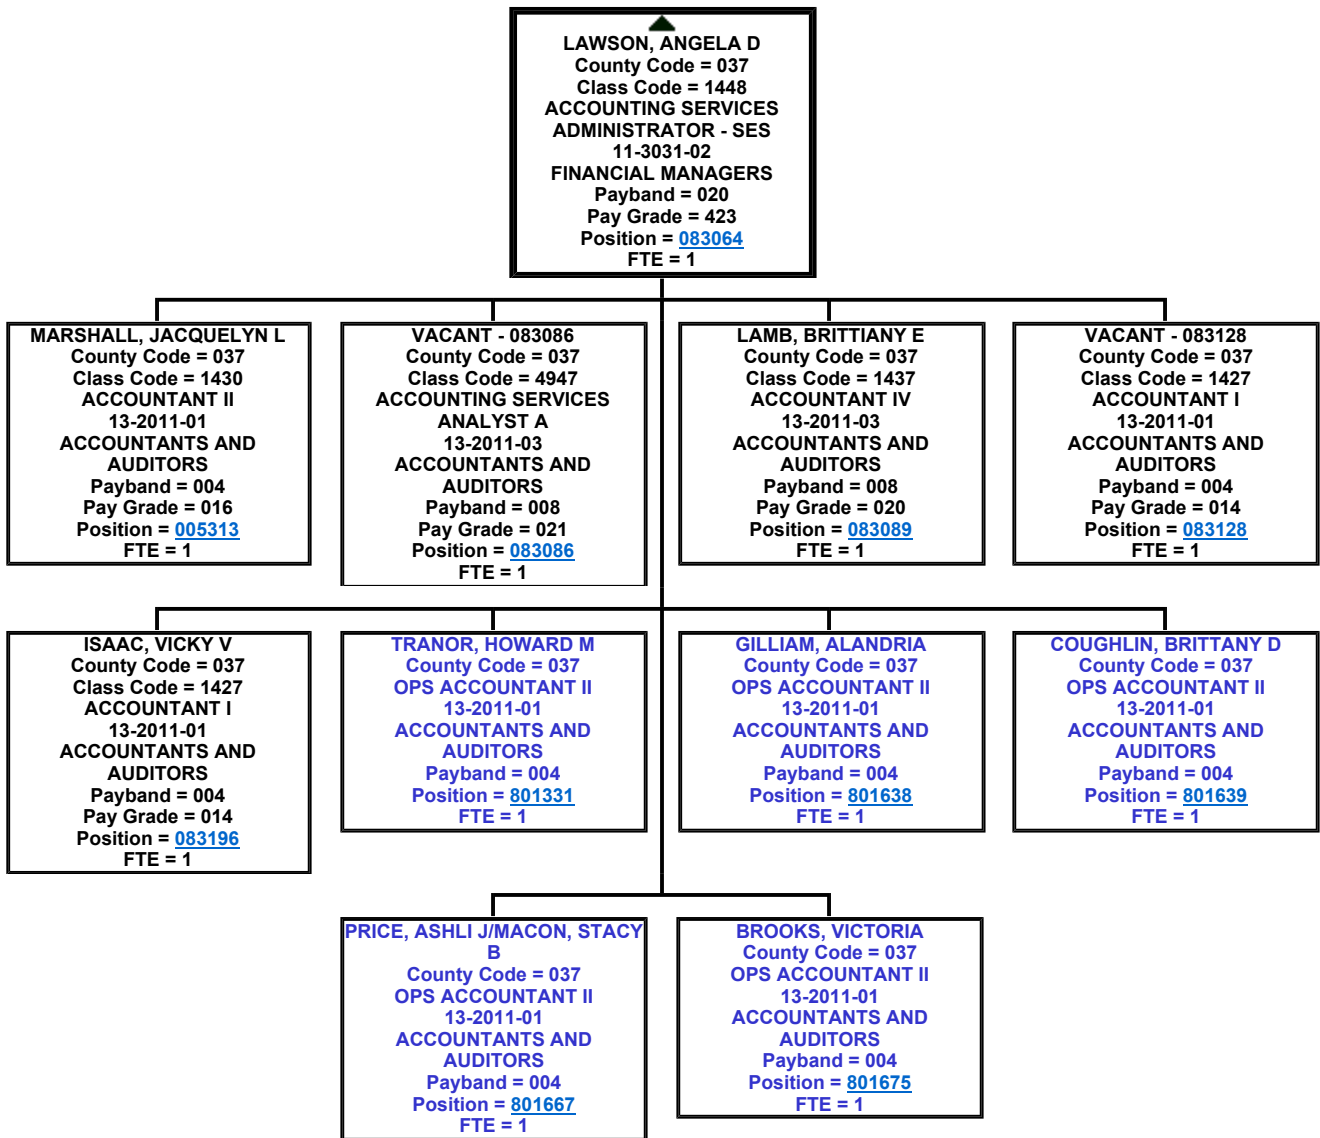 LAWSON, ANGELA D
County Code = 037
Class Code = 1448
ACCOUNTING SERVICES
ADMINISTRATOR - SES
11-3031-02
FINANCIAL MANAGERS
Payband = 020
Pay Grade = 423
Position = 083064
FTE = 1
MARSHALL, JACQUELYN L
County Code = 037
Class Code = 1430
ACCOUNTANT II
13-2011-01
ACCOUNTANTS AND
AUDITORS
Payband = 004
Pay Grade = 016
Position = 005313
FTE = 1
VACANT - 083086
County Code = 037
Class Code = 4947
ACCOUNTING SERVICES
ANALYST A
13-2011-03
ACCOUNTANTS AND
AUDITORS
Payband = 008
Pay Grade = 021
Position = 083086
FTE = 1
LAMB, BRITTIANY E
County Code = 037
Class Code = 1437
ACCOUNTANT IV
13-2011-03
ACCOUNTANTS AND
AUDITORS
Payband = 008
Pay Grade = 020
Position = 083089
FTE = 1
VACANT - 083128
County Code = 037
Class Code = 1427
ACCOUNTANT I
13-2011-01
ACCOUNTANTS AND
AUDITORS
Payband = 004
Pay Grade = 014
Position = 083128
FTE = 1
ISAAC, VICKY V
County Code = 037
Class Code = 1427
ACCOUNTANT I
13-2011-01
ACCOUNTANTS AND
AUDITORS
Payband = 004
Pay Grade = 014
Position = 083196
FTE = 1
TRANOR, HOWARD M
County Code = 037
OPS ACCOUNTANT II
13-2011-01
ACCOUNTANTS AND
AUDITORS
Payband = 004
Position = 801331
FTE = 1
GILLIAM, ALANDRIA
County Code = 037
OPS ACCOUNTANT II
13-2011-01
ACCOUNTANTS AND
AUDITORS
Payband = 004
Position = 801638
FTE = 1
COUGHLIN, BRITTANY D
County Code = 037
OPS ACCOUNTANT II
13-2011-01
ACCOUNTANTS AND
AUDITORS
Payband = 004
Position = 801639
FTE = 1
PRICE, ASHLI J/MACON, STACY
B
County Code = 037
OPS ACCOUNTANT II
13-2011-01
ACCOUNTANTS AND
AUDITORS
Payband = 004
Position = 801667
FTE = 1
BROOKS, VICTORIA
County Code = 037
OPS ACCOUNTANT II
13-2011-01
ACCOUNTANTS AND
AUDITORS
Payband = 004
Position = 801675
FTE = 1